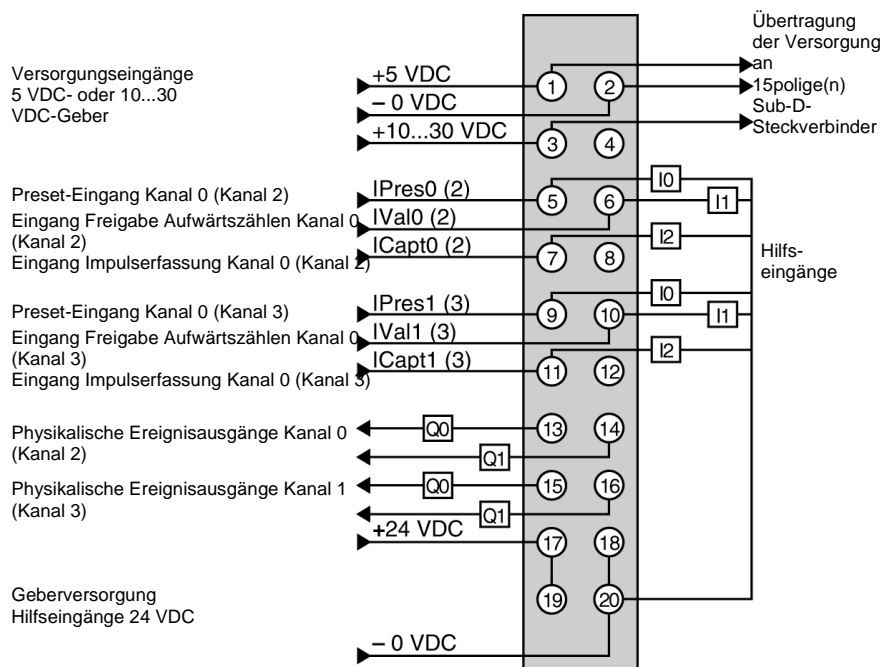 Übertragung
der Versorgung
an
15polige(n)
Sub-D-
Steckverbinder
Versorgungseingänge
5 VDC- oder 10...30
VDC-Geber
+5 VDC
– 0 VDC
+10...30 VDC
1
2
3
4
Preset-Eingang Kanal 0 (Kanal 2)
Eingang Freigabe Aufwärtszählen Kanal 0
(Kanal 2)
Eingang Impulserfassung Kanal 0 (Kanal 2)
IPres0 (2)
IVal0 (2)
ICapt0 (2)
5
6
7
8
I0
I1
I2
Hilfs-
eingänge
Preset-Eingang Kanal 0 (Kanal 3)
Eingang Freigabe Aufwärtszählen Kanal 0
(Kanal 3)
Eingang Impulserfassung Kanal 0 (Kanal 3)
IPres1 (3)
IVal1 (3)
ICapt1 (3)
9
10
11
12
I0
I1
I2
Physikalische Ereignisausgänge Kanal 0
(Kanal 2)
Q0
Q1
13
14
Physikalische Ereignisausgänge Kanal 1
(Kanal 3)
Q0
Q1
15
16
+24 VDC
17
18
19
20
Geberversorgung
Hilfseingänge 24 VDC
– 0 VDC